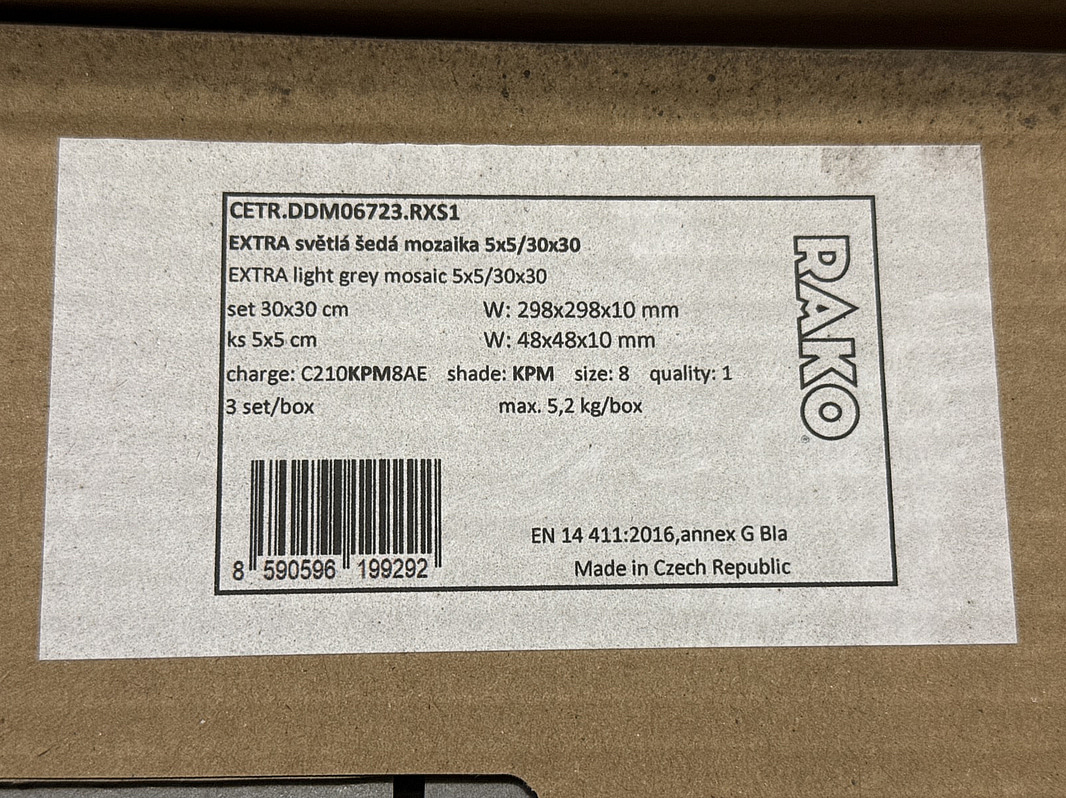 CETR.DDM06723.RXS1
EXTRA světlá šedá mozaika 5x5/30x30
EXTRA light grey mosaic 5x5/30x30
set 30x30 cm W: 298x298x10 mm
ks 5x5 cm W: 48x48x10 mm
charge: C210KPM8AE shade: KPM size: 8 quality: 1
3 set/box max. 5,2 kg/box
RAKO®
EN 14 411:2016,annex G Bla
Made in Czech Republic
8 590596 199292